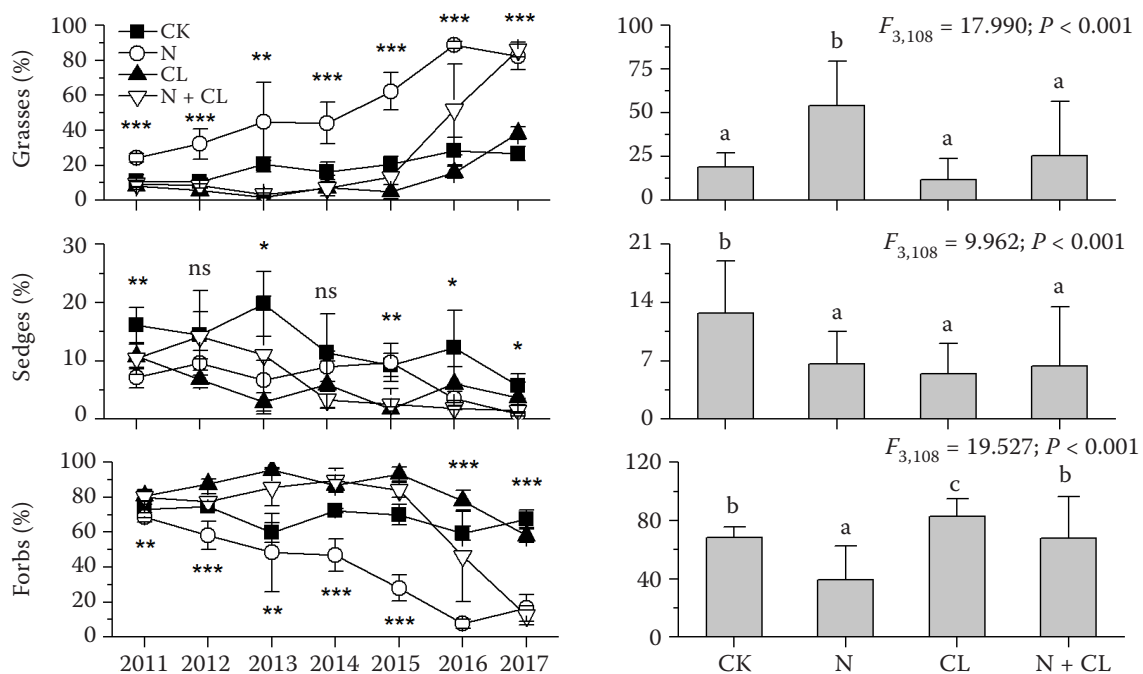 Grasses (%)
100
80
60
40
20
0
CK
N
CL
N + CL
***
***
**
***
***
***
***
100
75
50
25
0
F3,108 = 17.990; P < 0.001
a
b
a
a
Sedges (%)
30
20
10
0
**
ns
*
ns
**
*
*
21
14
7
0
F3,108 = 9.962; P < 0.001
b
a
a
a
Forbs (%)
100
80
60
40
20
0
**
***
**
***
***
***
***
2011 2012 2013 2014 2015 2016 2017
120
80
40
0
F3,108 = 19.527; P < 0.001
b
a
c
b
CK N CL N + CL